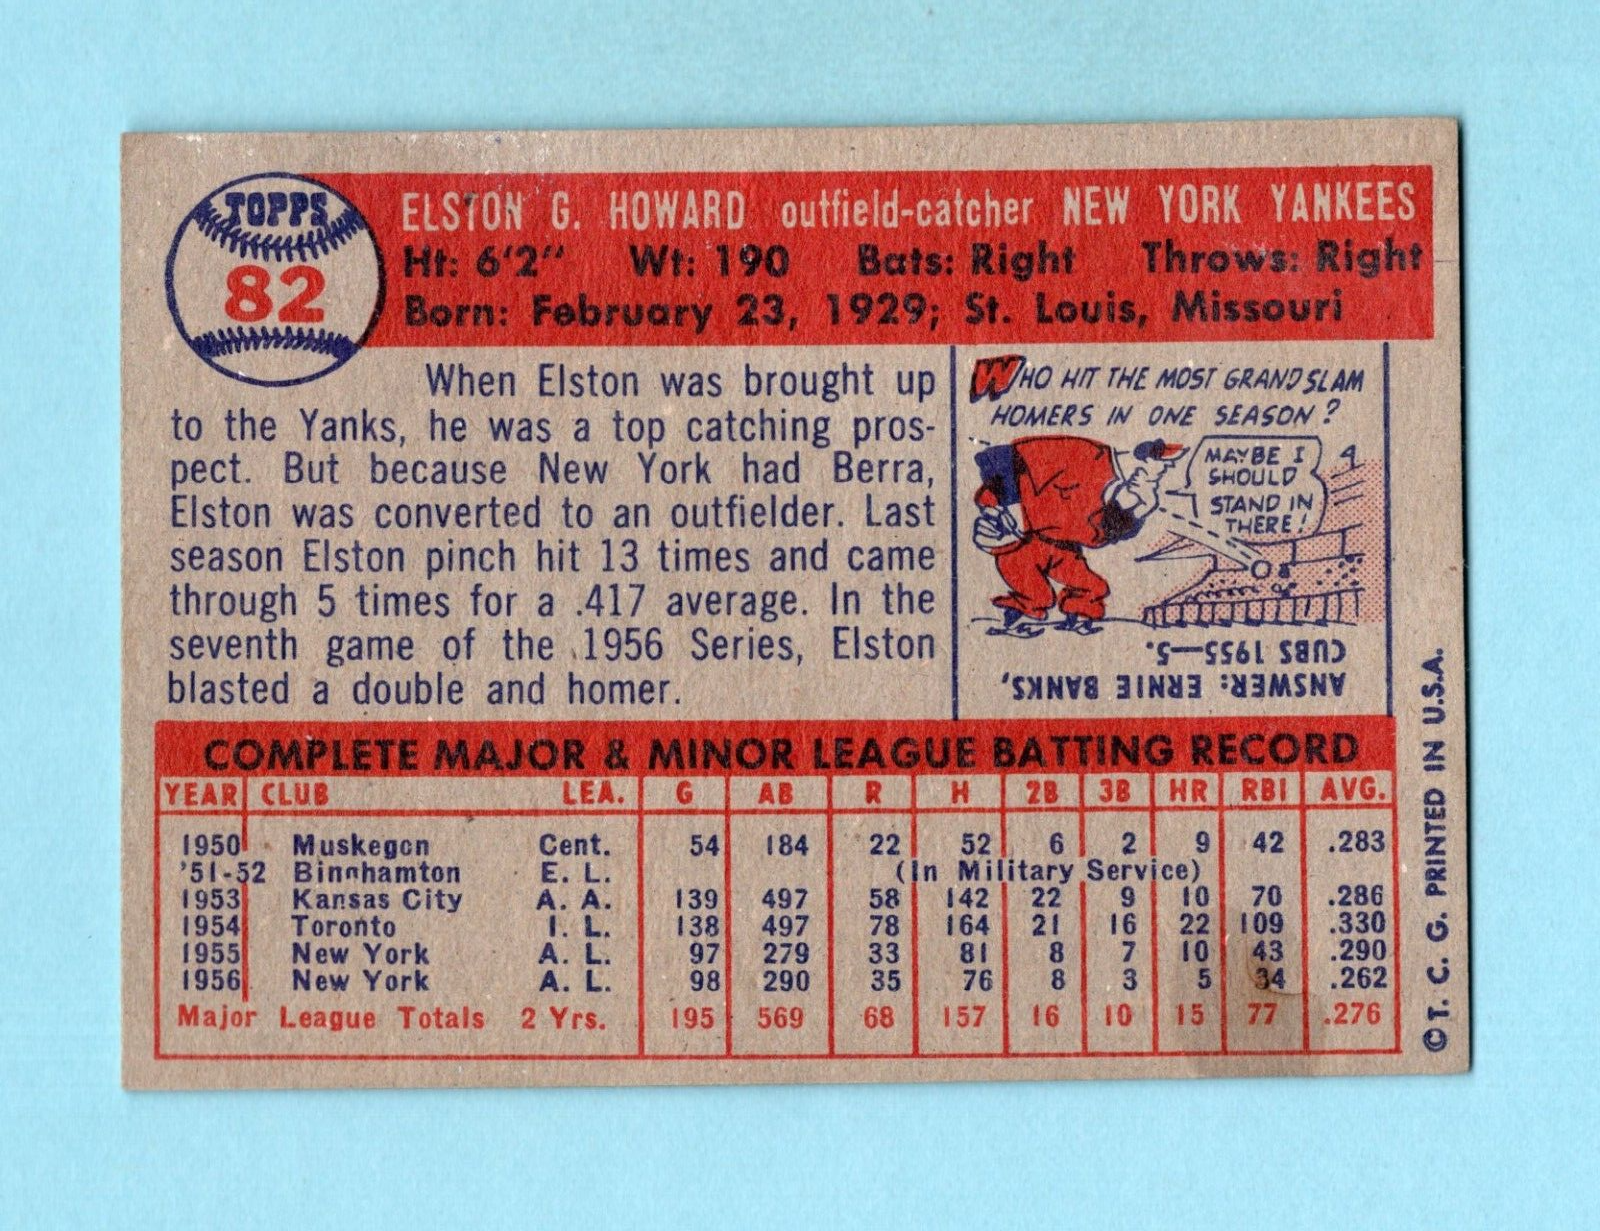 TOPPS
82
ELSTON G. HOWARD outfield-catcher NEW YORK YANKEES
Ht: 6'2" Wt: 190 Bats: Right Throws: Right
Born: February 23, 1929; St. Louis, Missouri
When Elston was brought up
to the Yanks, he was a top catching pros-
pect. But because New York had Berra,
Elston was converted to an outfielder. Last
season Elston pinch hit 13 times and came
through 5 times for a .417 average. In the
seventh game of the 1956 Series, Elston
blasted a double and homer.
WHO HIT THE MOST GRAND SLAM
HOMERS IN ONE SEASON?
MAYBE I
SHOULD
STAND IN
THERE!
ANSWER: ERNIE BANKS,
CUBS 1955—5.
COMPLETE MAJOR & MINOR LEAGUE BATTING RECORD
YEAR CLUB LEA. G AB R H 2B 3B HR RBI AVG.
1950 Muskegon Cent. 54 184 22 52 6 2 9 42 .283
'51-52 Binghamton E. L. (In Military Service)
1953 Kansas City A. A. 139 497 58 142 22 9 10 70 .286
1954 Toronto I. L. 138 497 78 164 21 16 22 109 .330
1955 New York A. L. 97 279 33 81 8 7 10 43 .290
1956 New York A. L. 98 290 35 76 8 3 5 34 .262
Major League Totals 2 Yrs. 195 569 68 157 16 10 15 77 .276
©T. C. G. PRINTED IN U.S.A.